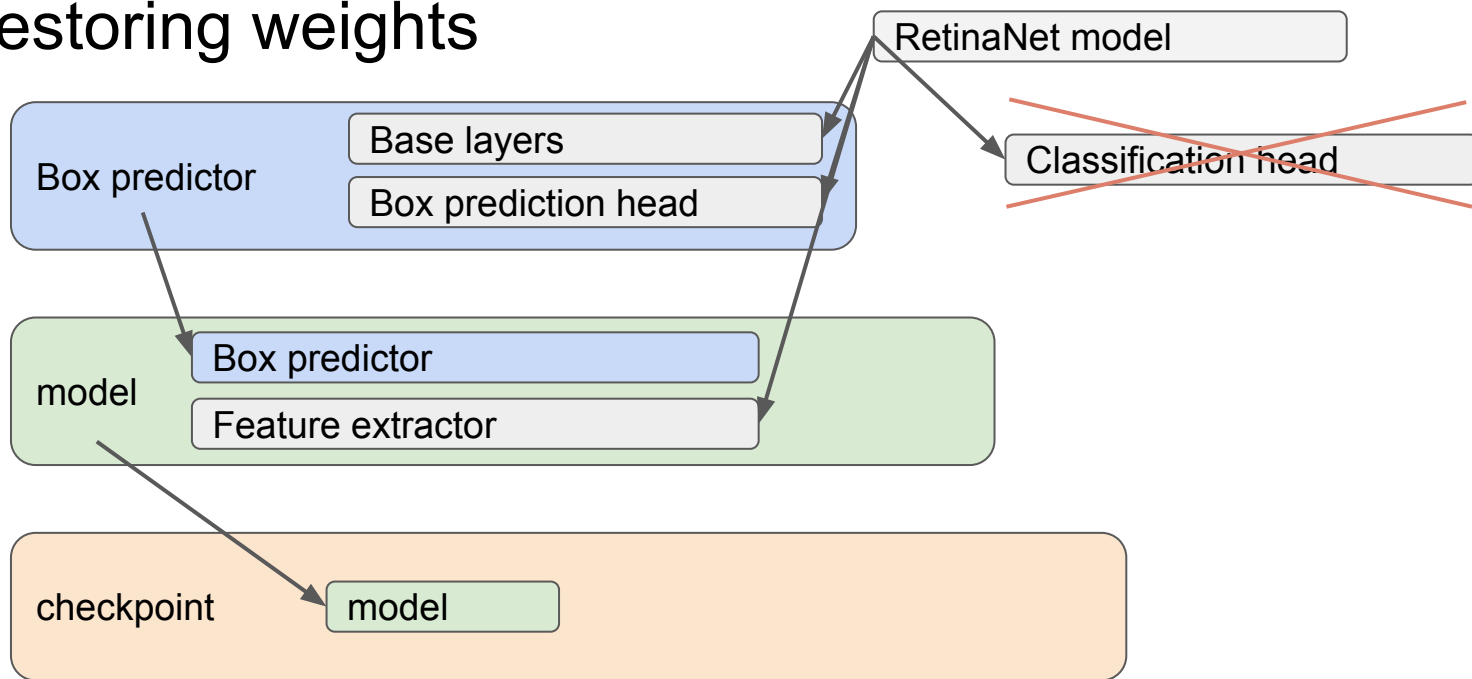 estoring weights
RetinaNet model
Base layers
Classification head
Box predictor
Box prediction head
Box predictor
model
Feature extractor
checkpoint
model